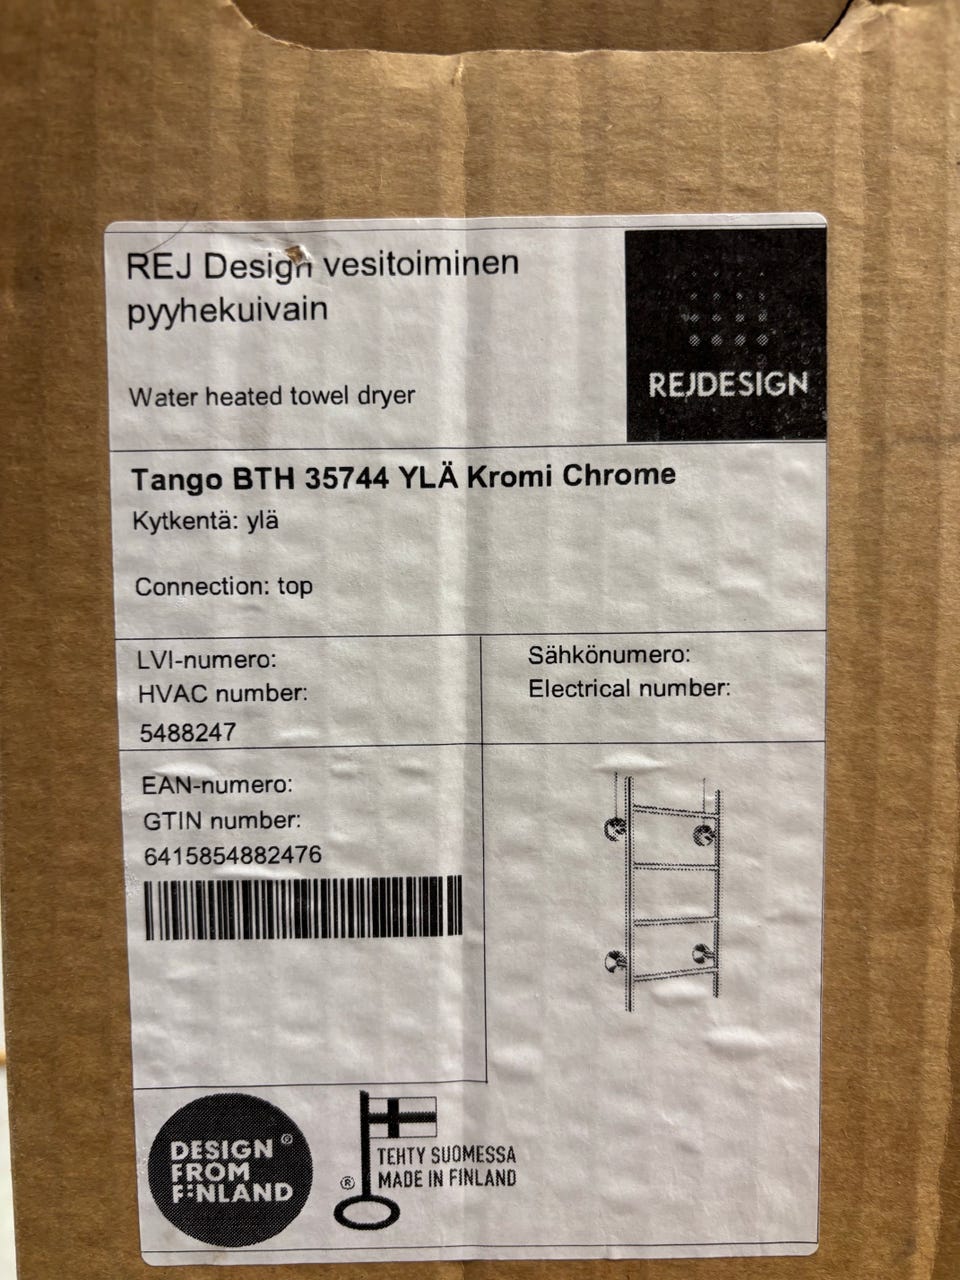 REJ Design vesitoiminen
pyyhekuivain
Water heated towel dryer
REJDESIGN
Tango BTH 35744 YLÄ Kromi Chrome
Kytkentä: ylä
Connection: top
LVI-numero:
HVAC number:
5488247
Sähkönumero:
Electrical number:
EAN-numero:
GTIN number:
6415854882476
DESIGN ®
FROM
FINLAND
TEHTY SUOMESSA
® MADE IN FINLAND